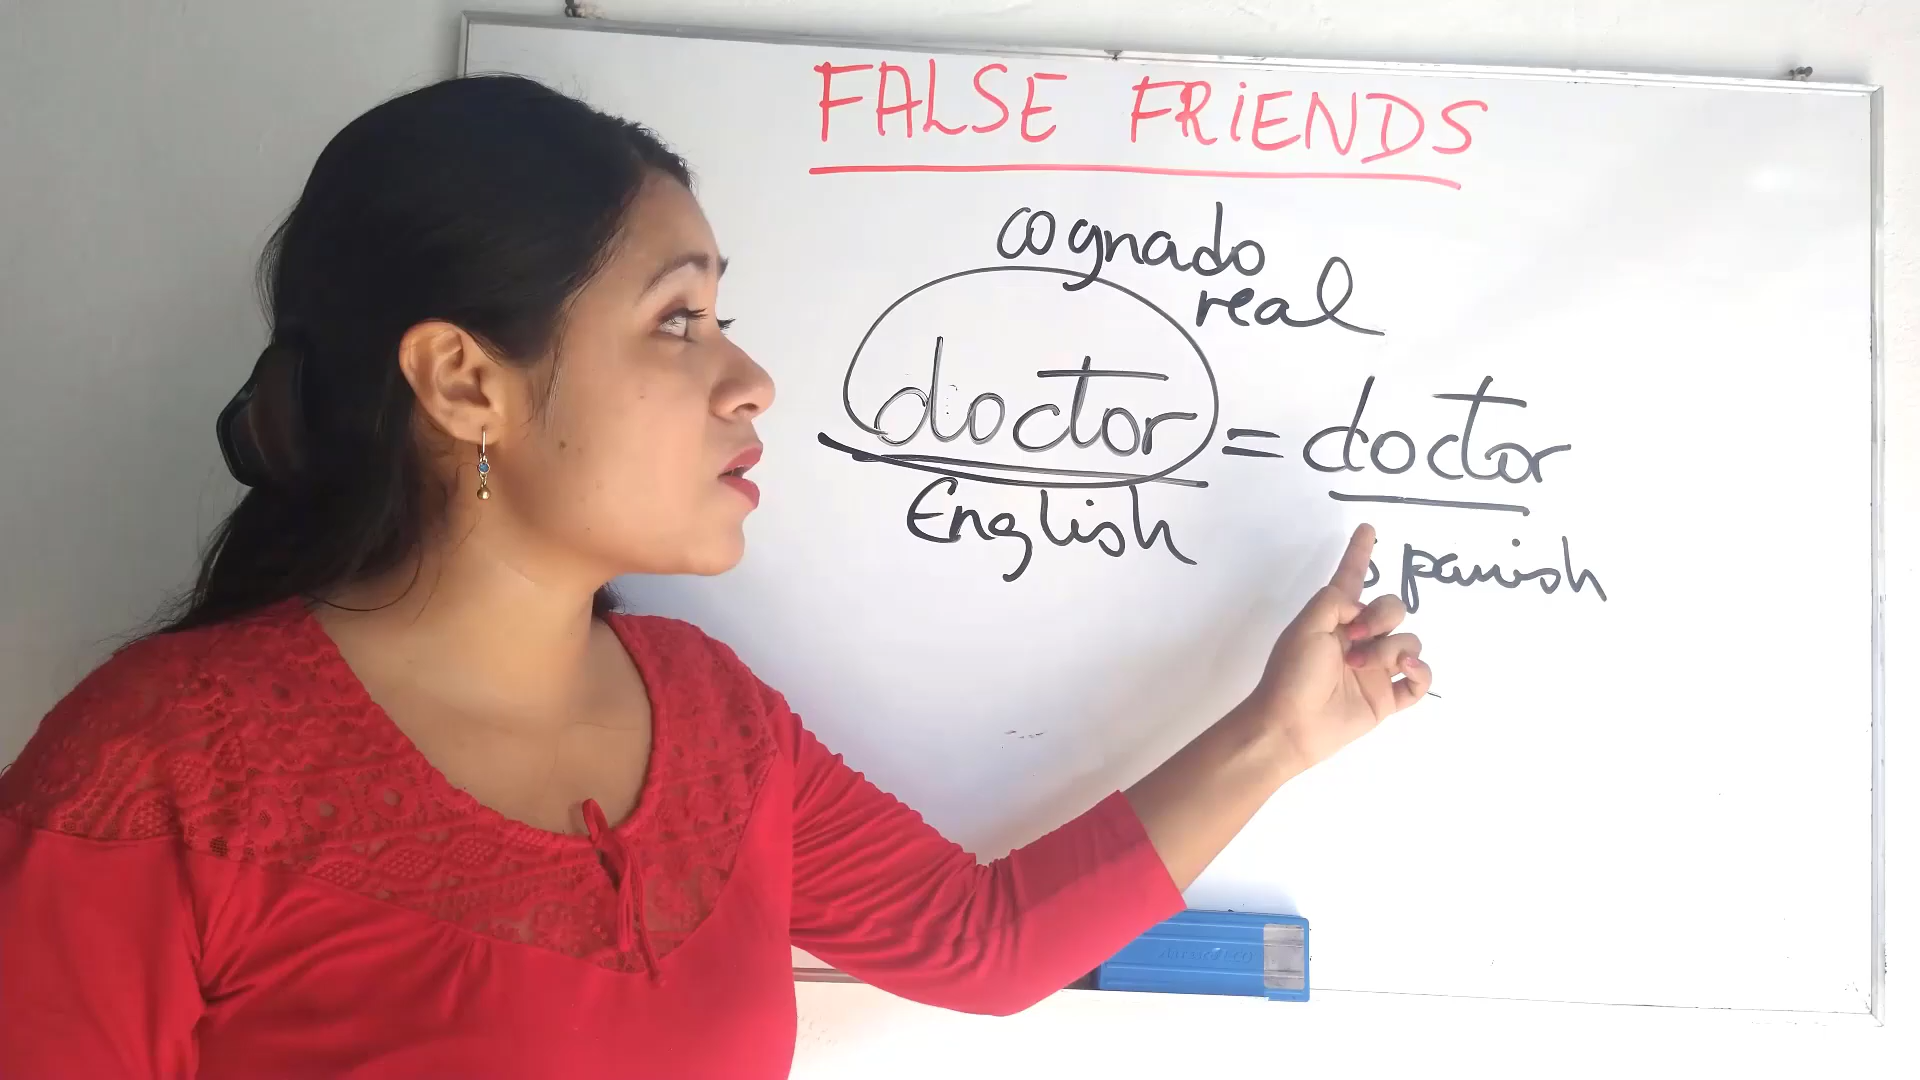 FALSE FRIENDS
cognado
real
doctor = doctor
English Spanish